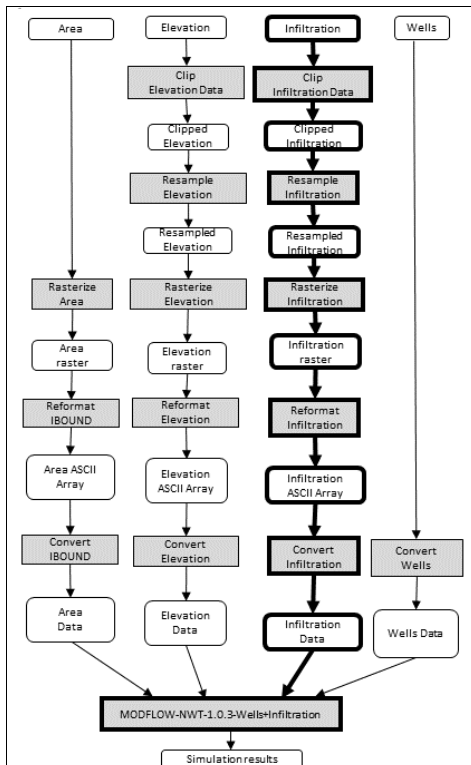 Area
Elevation
Infiltration
Wells
Clip
Elevation Data
Clip
Infiltration Data
Clipped
Elevation
Clipped
Infiltration
Resample
Elevation
Resample
Infiltration
Resampled
Elevation
Resampled
Infiltration
Rasterize
Area
Rasterize
Elevation
Rasterize
Infiltration
Area
raster
Elevation
raster
Infiltration
raster
Reformat
IBOUND
Reformat
Elevation
Reformat
Infiltration
Area ASCII
Array
Elevation
ASCII Array
Infiltration
ASCII Array
Convert
IBOUND
Convert
Elevation
Convert
Infiltration
Convert
Wells
Area
Data
Elevation
Data
Infiltration
Data
Wells Data
MODFLOW-NWT-1.0.3-Wells+Infiltration
Simulation results